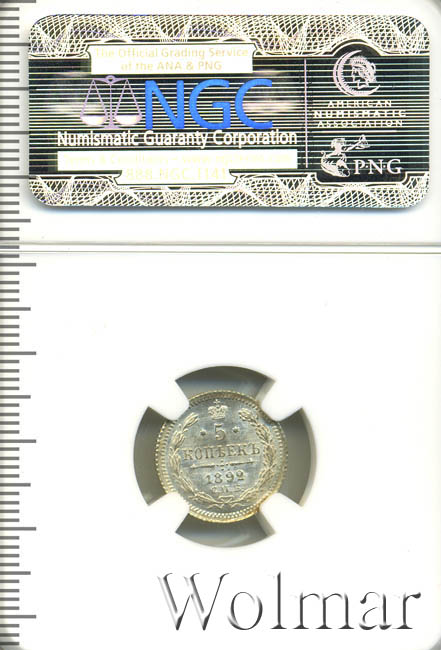 The Official Grading Service
of the ANA & PNG
NGC
Numismatic Guaranty Corporation
888-NGC-1141
AMERICAN
NUMISMATIC
ASSOCIATION
PNG
5
КОПѢЕКЪ
1892
Wolmar